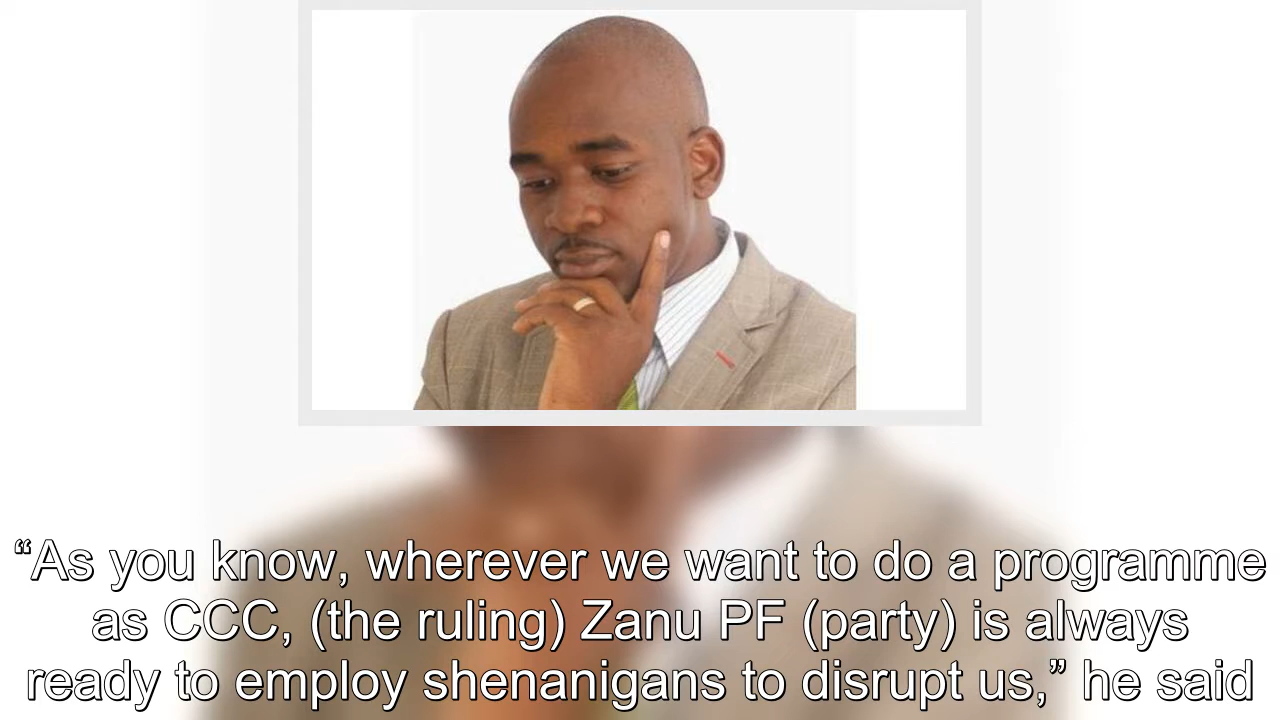 “As you know, wherever we want to do a programme
as CCC, (the ruling) Zanu PF (party) is always
ready to employ shenanigans to disrupt us,” he said